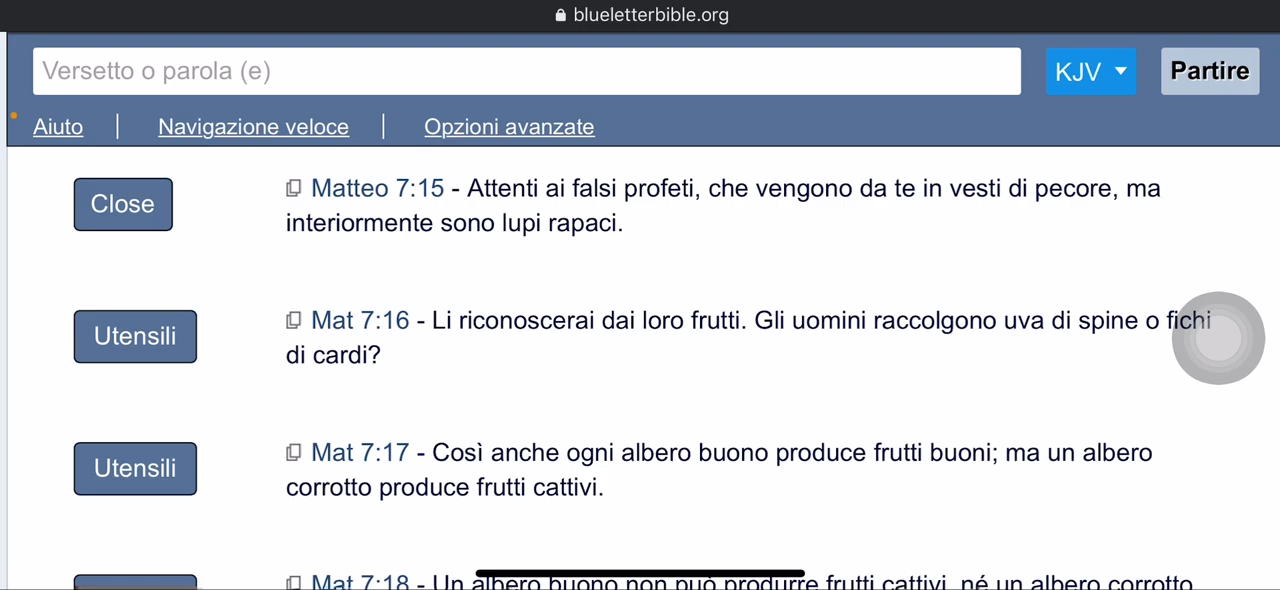 blueletterbible.org
Versetto o parola (e)
KJV
Partire
Aiuto | Navigazione veloce | Opzioni avanzate
Close
Matteo 7:15 - Attenti ai falsi profeti, che vengono da te in vesti di pecore, ma
interiormente sono lupi rapaci.
Utensili
Mat 7:16 - Li riconoscerai dai loro frutti. Gli uomini raccolgono uva di spine o fichi
di cardi?
Utensili
Mat 7:17 - Così anche ogni albero buono produce frutti buoni; ma un albero
corrotto produce frutti cattivi.
Mat 7:18 - Un albero buono non può produrre frutti cattivi, né un albero corrotto